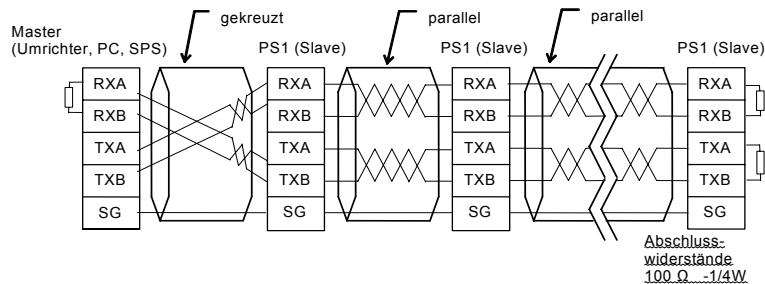 gekreuzt
parallel
parallel
Master
(Umrichter, PC, SPS)
PS1 (Slave)
PS1 (Slave)
PS1 (Slave)
RXA
RXB
TXA
TXB
SG
RXA
RXB
TXA
TXB
SG
RXA
RXB
TXA
TXB
SG
RXA
RXB
TXA
TXB
SG
Abschluss-
widerstände
100 Ω -1/4W